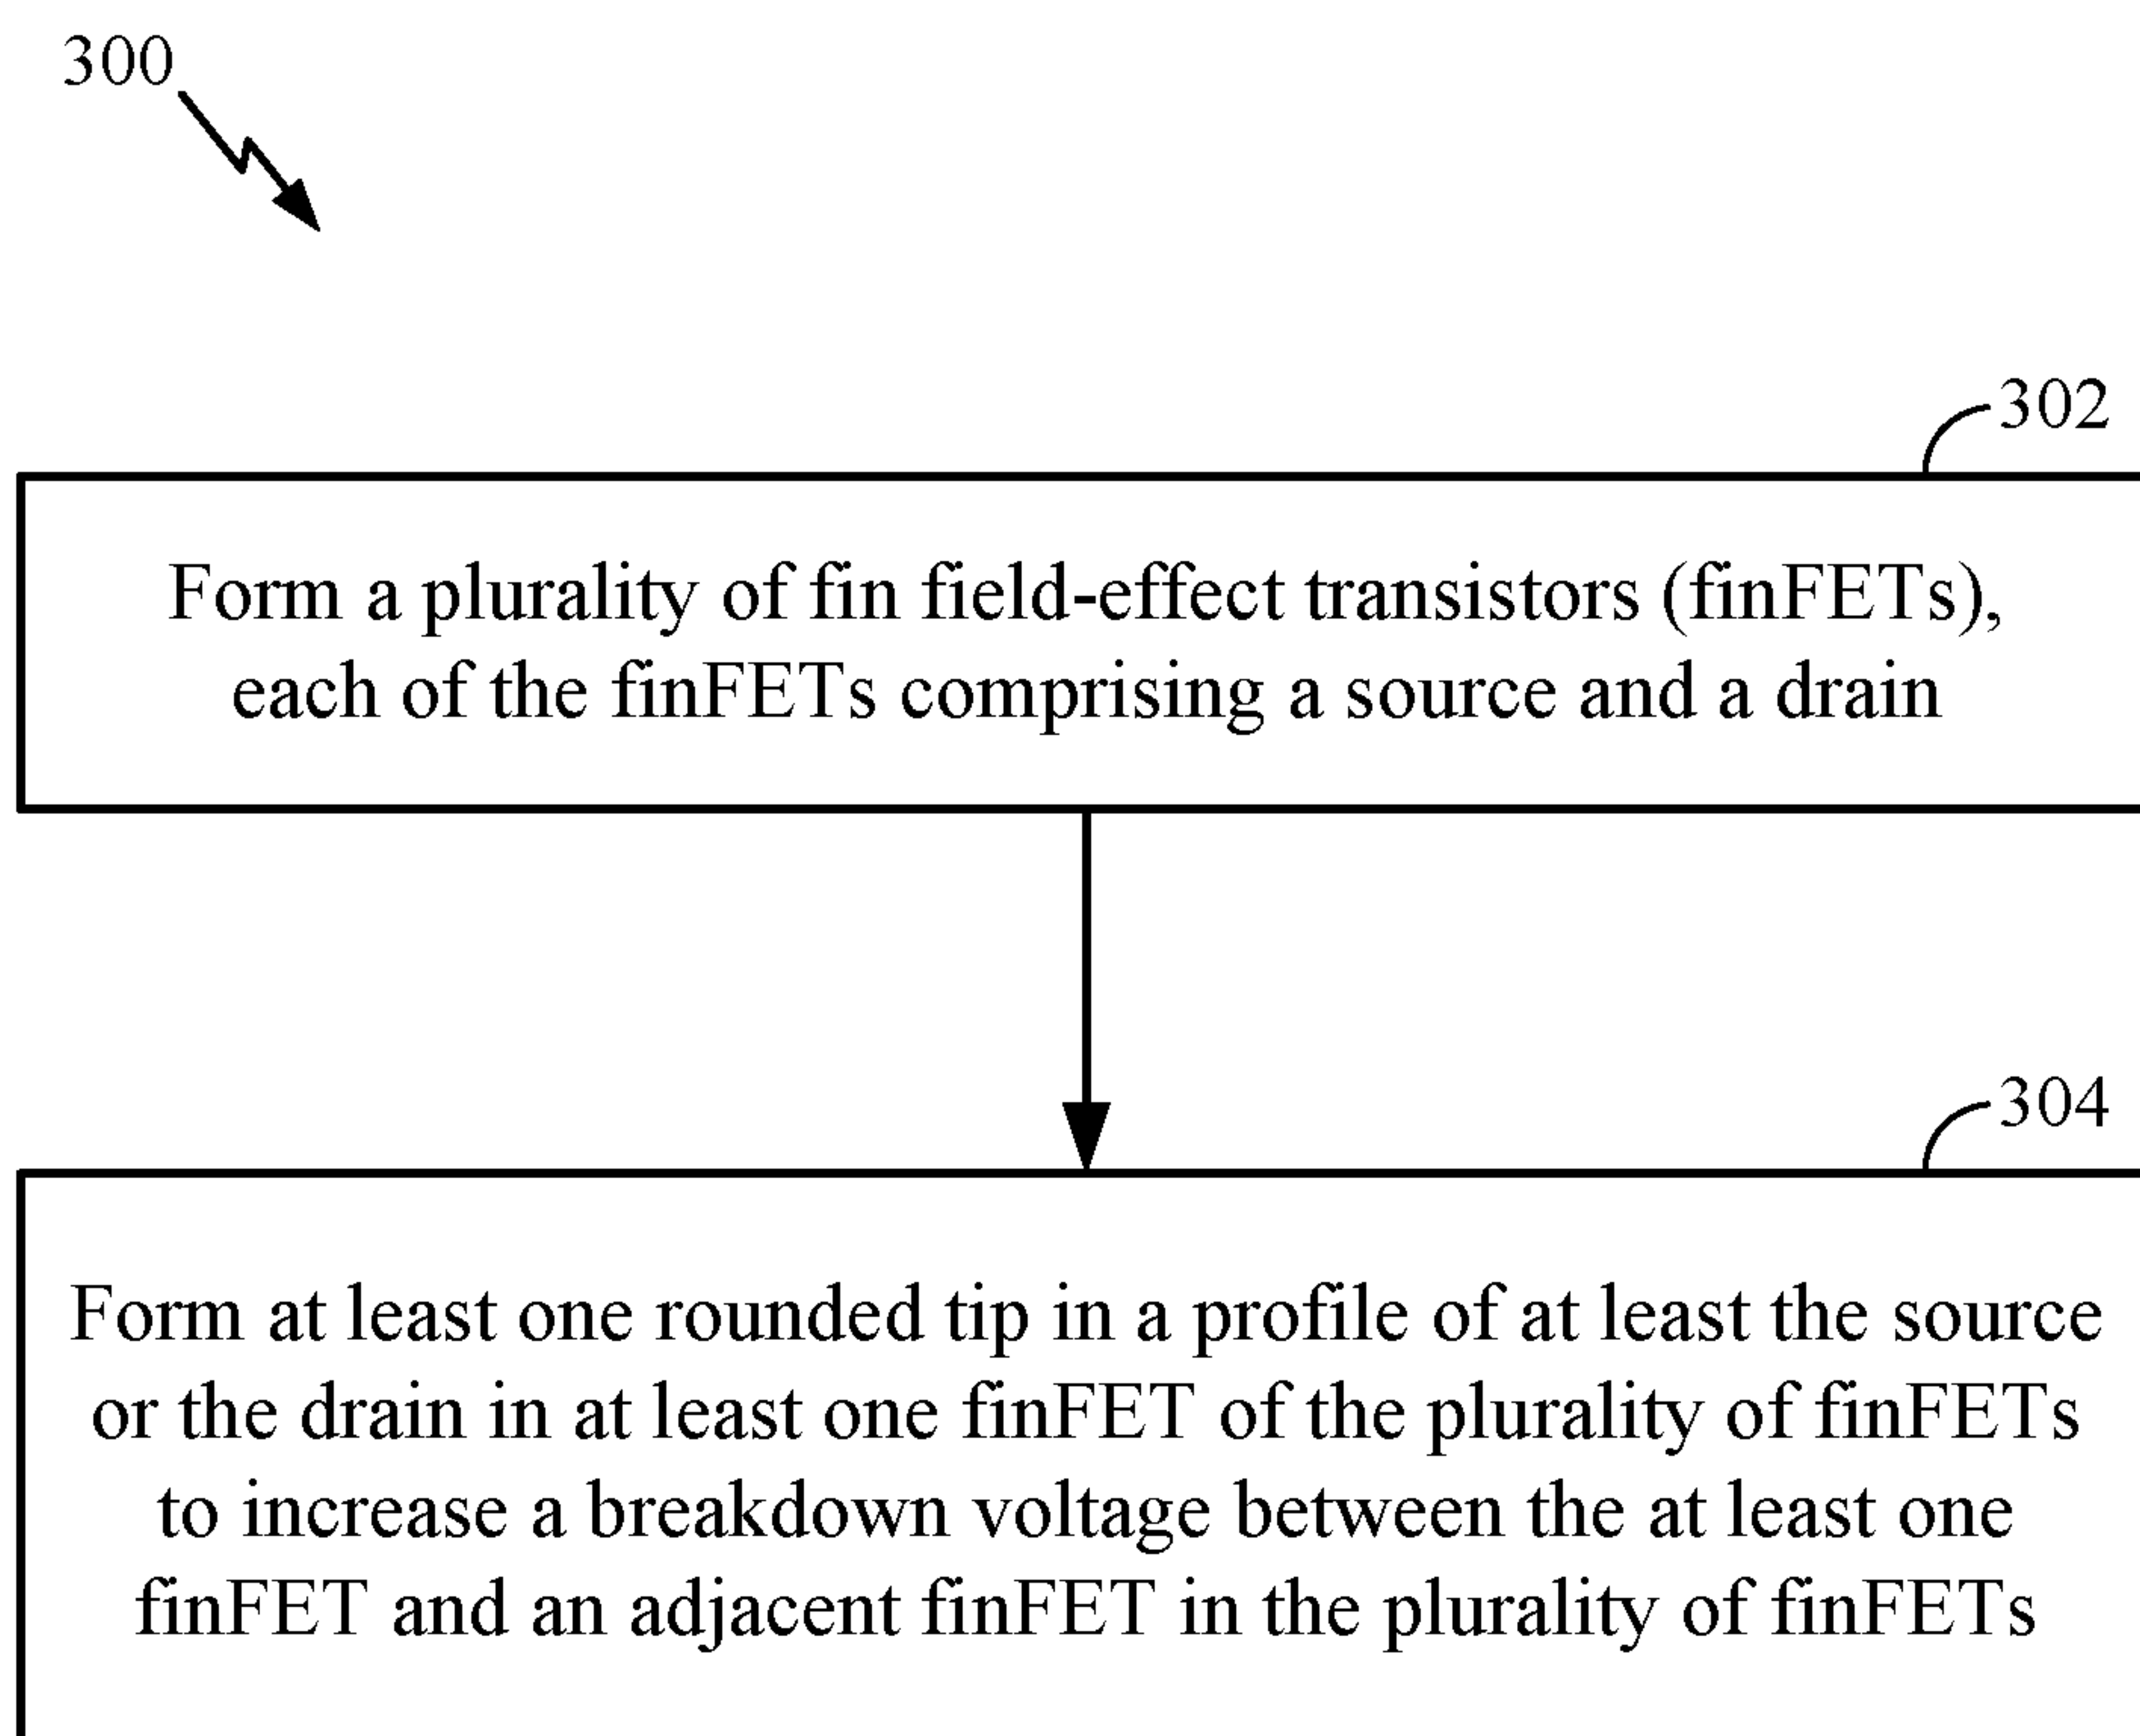 300
302
Form a plurality of fin field-effect transistors (finFETs),
each of the finFETs comprising a source and a drain
304
Form at least one rounded tip in a profile of at least the source
or the drain in at least one finFET of the plurality of finFETs
to increase a breakdown voltage between the at least one
finFET and an adjacent finFET in the plurality of finFETs